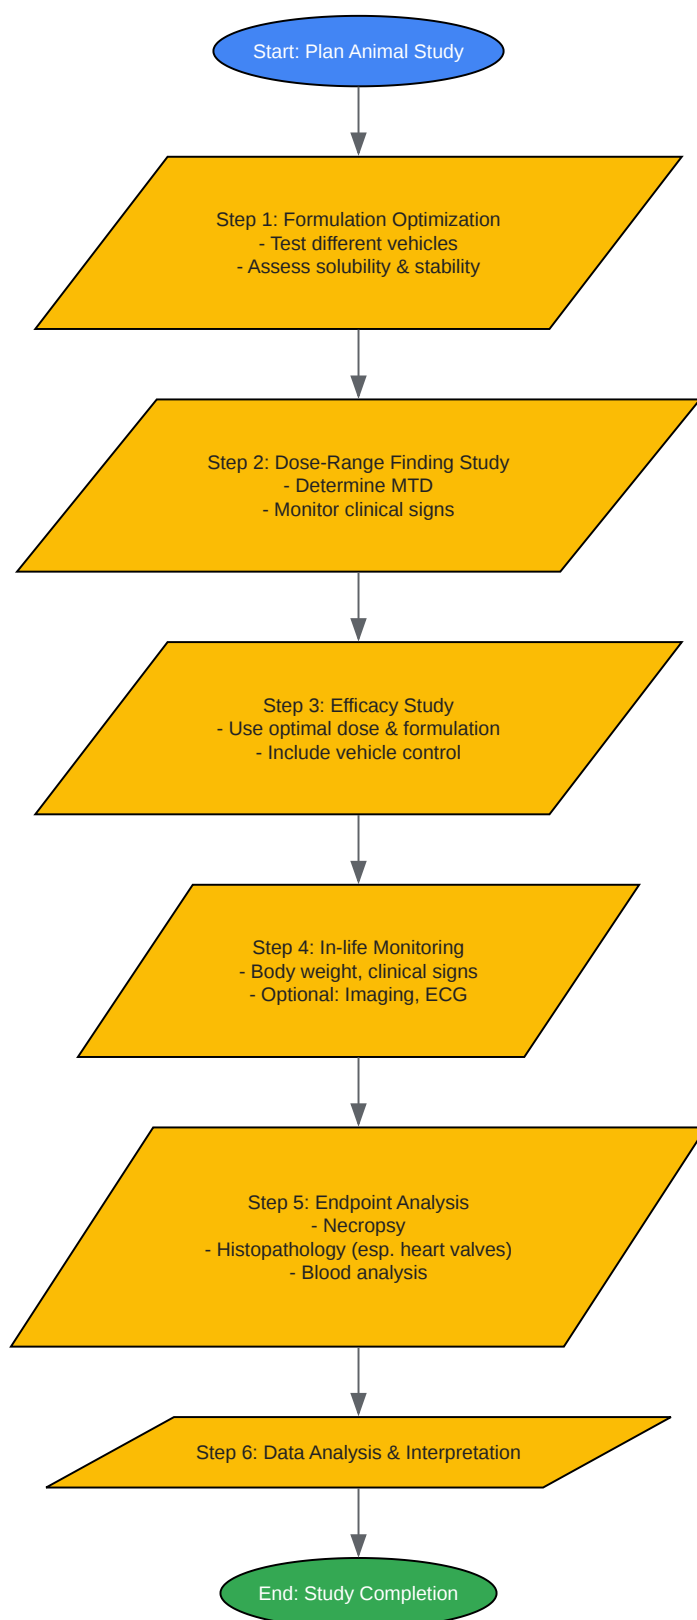 Start: Plan Animal Study
Step 1: Formulation Optimization
- Test different vehicles
- Assess solubility & stability
Step 2: Dose-Range Finding Study
- Determine MTD
- Monitor clinical signs
Step 3: Efficacy Study
- Use optimal dose & formulation
- Include vehicle control
Step 4: In-life Monitoring
- Body weight, clinical signs
- Optional: Imaging, ECG
Step 5: Endpoint Analysis
- Necropsy
- Histopathology (esp. heart valves)
- Blood analysis
Step 6: Data Analysis & Interpretation
End: Study Completion